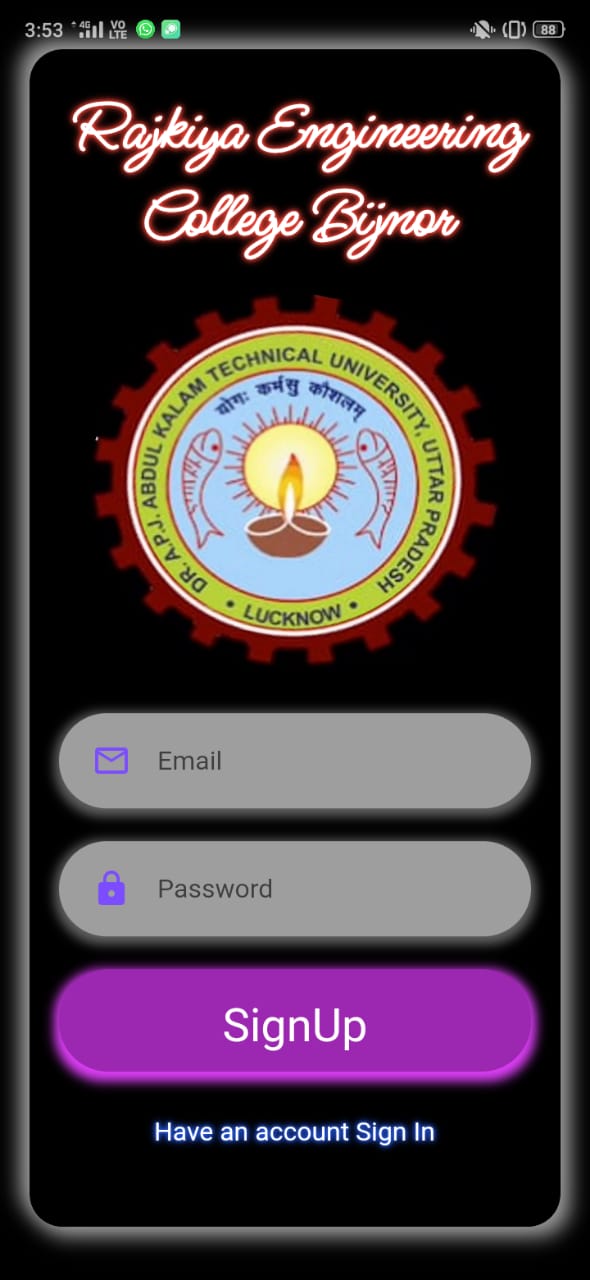 3:53 4G VO LTE 88
Rajkiya Engineering
College Bijnor
DR. A.P.J. ABDUL KALAM TECHNICAL UNIVERSITY, UTTAR PRADESH
योगः कर्मसु कौशलम्
• LUCKNOW •
Email
Password
SignUp
Have an account Sign In